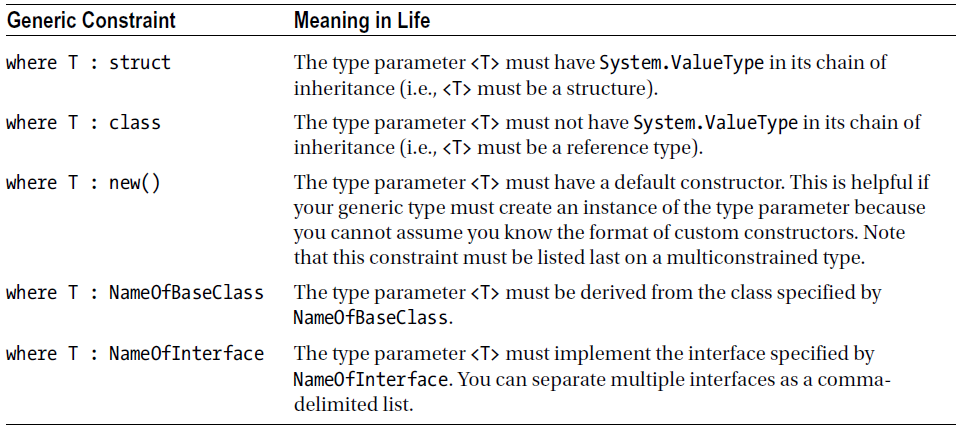 Generic Constraint Meaning in Life
where T : struct The type parameter <T> must have System.ValueType in its chain of
inheritance (i.e., <T> must be a structure).
where T : class The type parameter <T> must not have System.ValueType in its chain of
inheritance (i.e., <T> must be a reference type).
where T : new() The type parameter <T> must have a default constructor. This is helpful if
your generic type must create an instance of the type parameter because
you cannot assume you know the format of custom constructors. Note
that this constraint must be listed last on a multiconstrained type.
where T : NameOfBaseClass The type parameter <T> must be derived from the class specified by
NameOfBaseClass.
where T : NameOfInterface The type parameter <T> must implement the interface specified by
NameOfInterface. You can separate multiple interfaces as a comma-
delimited list.